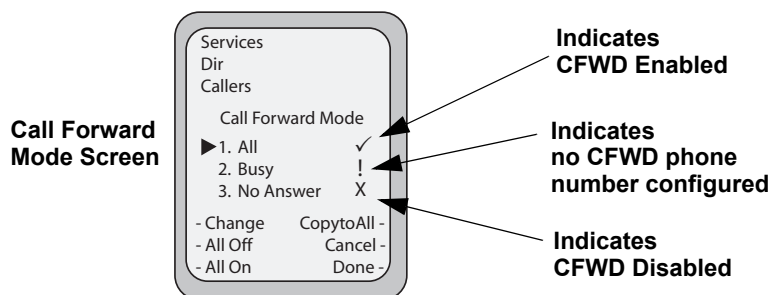 Call Forward
Mode Screen
Services
Dir
Callers
Call Forward Mode
1. All ✓
2. Busy !
3. No Answer X
- Change CopytoAll -
- All Off Cancel -
- All On Done -
Indicates
CFWD Enabled
Indicates
no CFWD phone
number configured
Indicates
CFWD Disabled